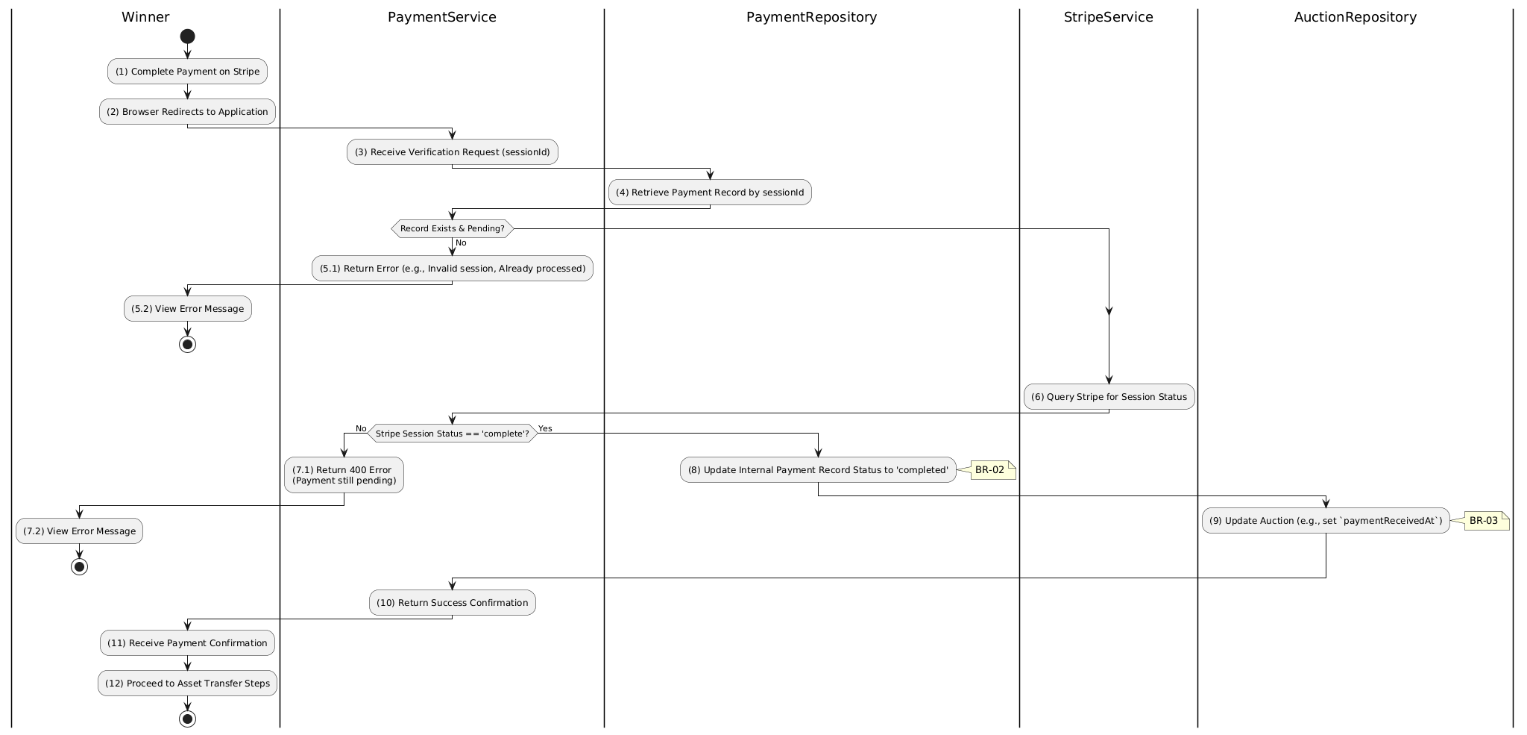 Winner
PaymentService
PaymentRepository
StripeService
AuctionRepository
(1) Complete Payment on Stripe
(2) Browser Redirects to Application
(3) Receive Verification Request (sessionId)
(4) Retrieve Payment Record by sessionId
Record Exists & Pending?
No
(5.1) Return Error (e.g., Invalid session, Already processed)
(5.2) View Error Message
(6) Query Stripe for Session Status
No
Stripe Session Status == 'complete'?
Yes
(7.1) Return 400 Error
(Payment still pending)
(8) Update Internal Payment Record Status to 'completed'
BR-02
(7.2) View Error Message
(9) Update Auction (e.g., set `paymentReceivedAt`)
BR-03
(10) Return Success Confirmation
(11) Receive Payment Confirmation
(12) Proceed to Asset Transfer Steps